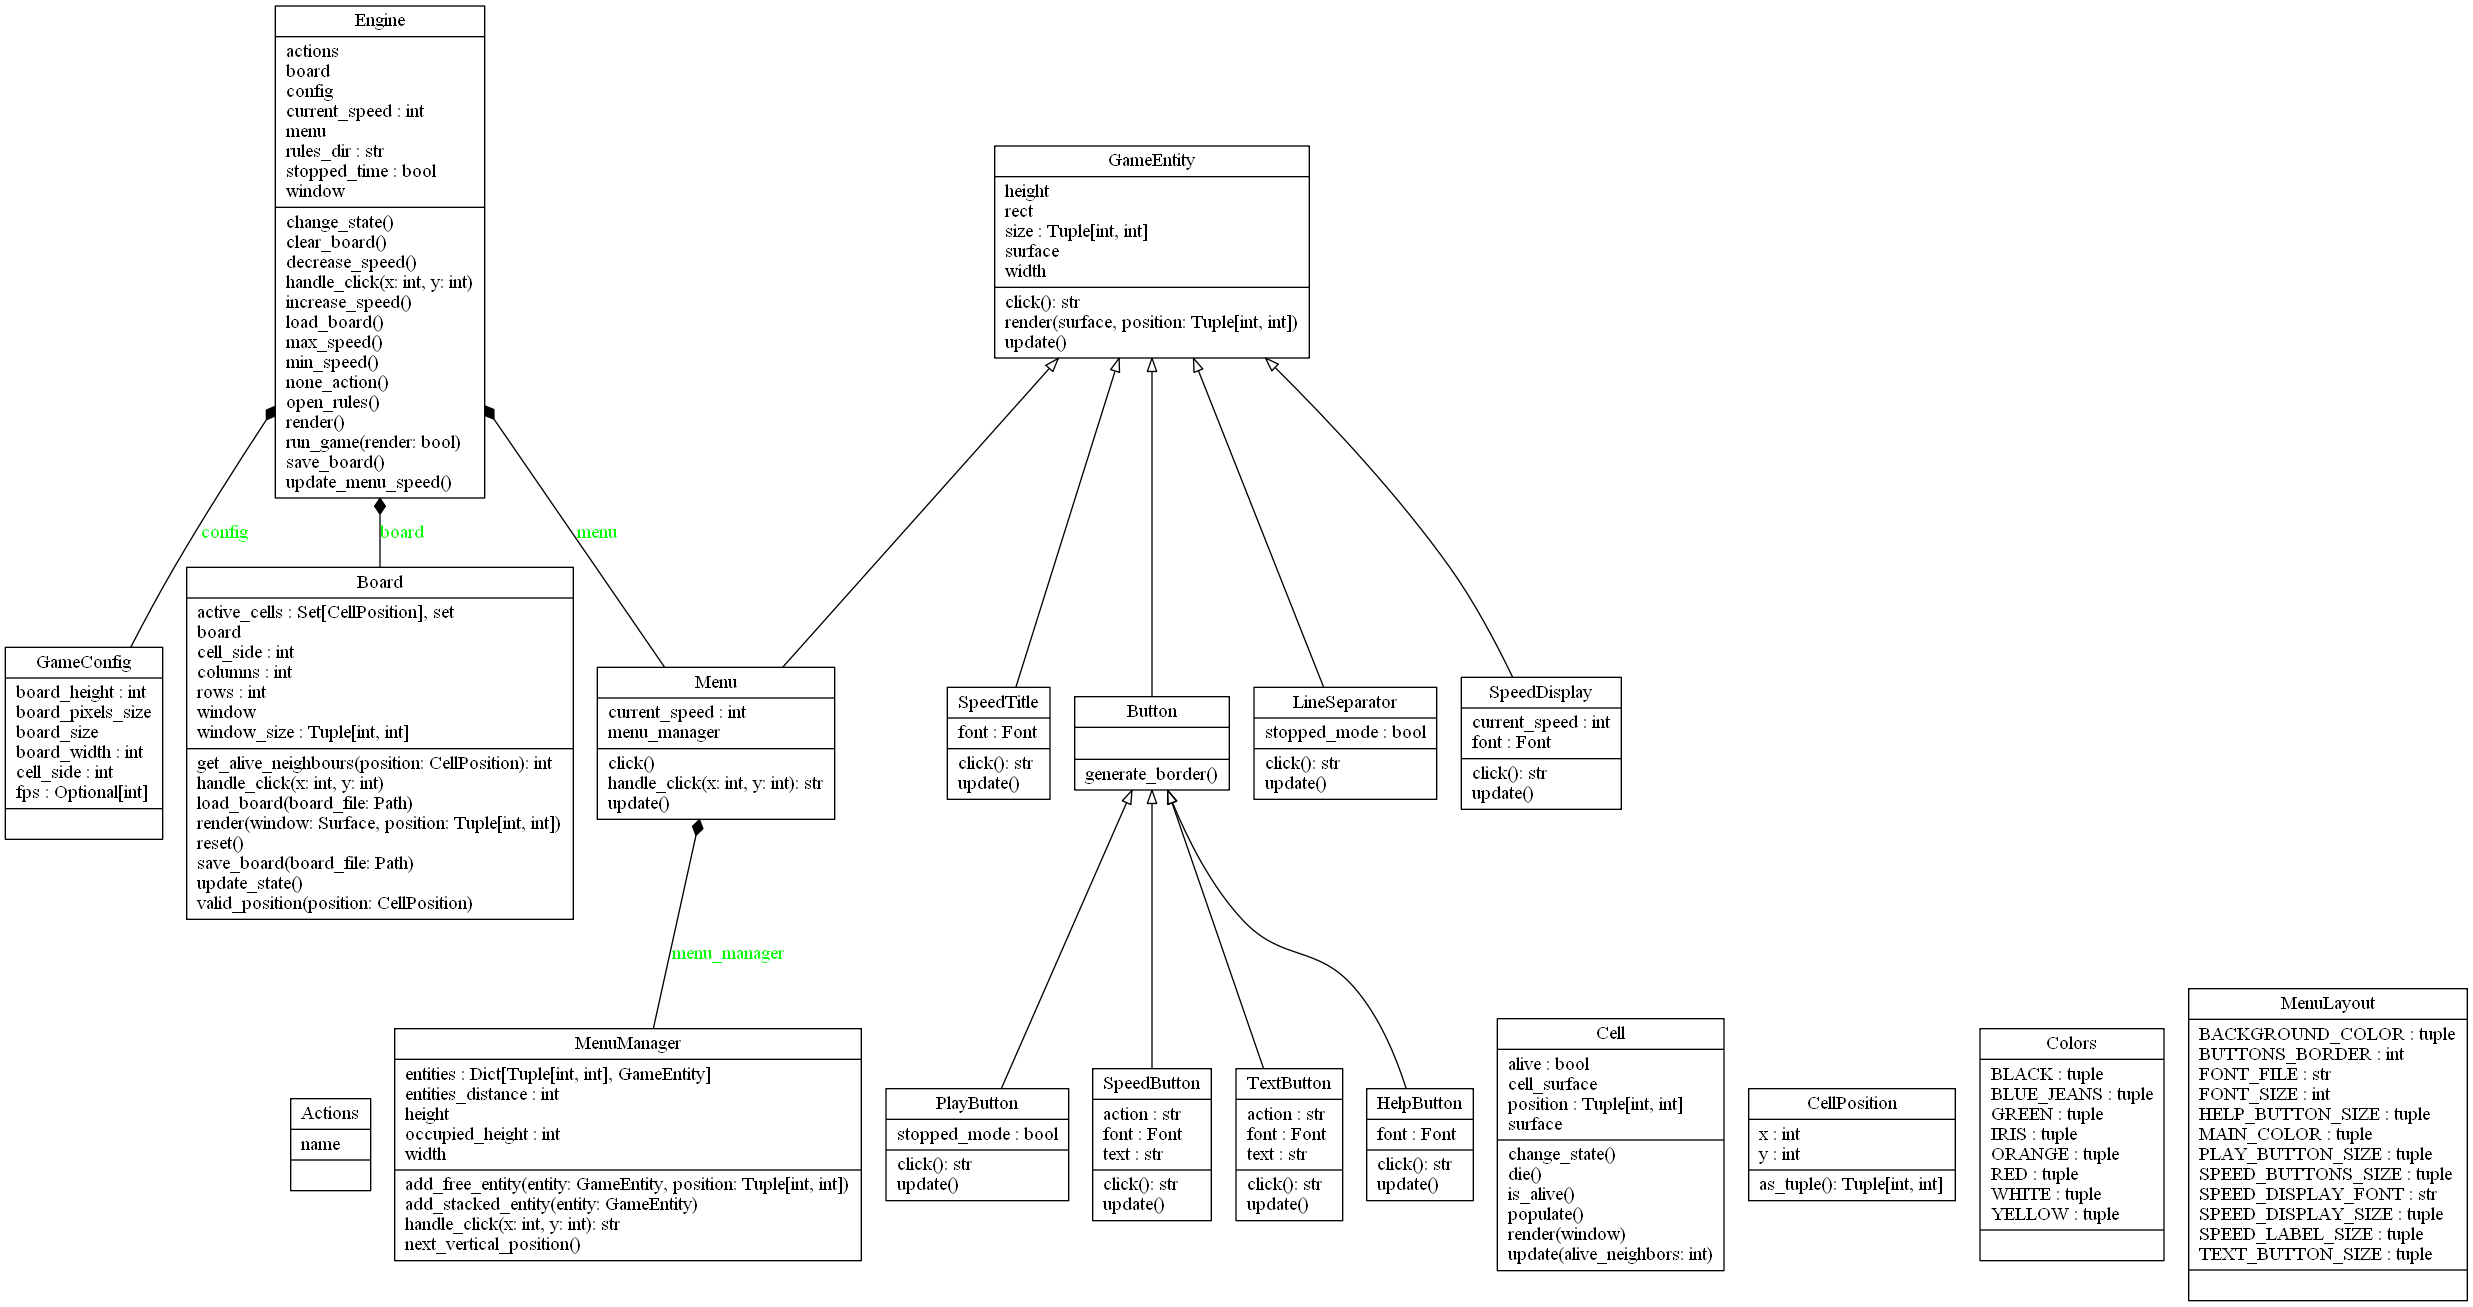 Engine
actions
board
config
current_speed : int
menu
rules_dir : str
stopped_time : bool
window
change_state()
clear_board()
decrease_speed()
handle_click(x: int, y: int)
increase_speed()
load_board()
max_speed()
min_speed()
none_action()
open_rules()
render()
run_game(render: bool)
save_board()
update_menu_speed()
GameEntity
height
rect
size : Tuple[int, int]
surface
width
click(): str
render(surface, position: Tuple[int, int])
update()
config
board
menu
GameConfig
board_height : int
board_pixels_size
board_size
board_width : int
cell_side : int
fps : Optional[int]
Board
active_cells : Set[CellPosition], set
board
cell_side : int
columns : int
rows : int
window
window_size : Tuple[int, int]
get_alive_neighbours(position: CellPosition): int
handle_click(x: int, y: int)
load_board(board_file: Path)
render(window: Surface, position: Tuple[int, int])
reset()
save_board(board_file: Path)
update_state()
valid_position(position: CellPosition)
Menu
current_speed : int
menu_manager
click()
handle_click(x: int, y: int): str
update()
SpeedTitle
font : Font
click(): str
update()
Button
generate_border()
LineSeparator
stopped_mode : bool
click(): str
update()
SpeedDisplay
current_speed : int
font : Font
click(): str
update()
menu_manager
Actions
name
MenuManager
entities : Dict[Tuple[int, int], GameEntity]
entities_distance : int
height
occupied_height : int
width
add_free_entity(entity: GameEntity, position: Tuple[int, int])
add_stacked_entity(entity: GameEntity)
handle_click(x: int, y: int): str
next_vertical_position()
PlayButton
stopped_mode : bool
click(): str
update()
SpeedButton
action : str
font : Font
text : str
click(): str
update()
TextButton
action : str
font : Font
text : str
click(): str
update()
HelpButton
font : Font
click(): str
update()
Cell
alive : bool
cell_surface
position : Tuple[int, int]
surface
change_state()
die()
is_alive()
populate()
render(window)
update(alive_neighbors: int)
CellPosition
x : int
y : int
as_tuple(): Tuple[int, int]
Colors
BLACK : tuple
BLUE_JEANS : tuple
GREEN : tuple
IRIS : tuple
ORANGE : tuple
RED : tuple
WHITE : tuple
YELLOW : tuple
MenuLayout
BACKGROUND_COLOR : tuple
BUTTONS_BORDER : int
FONT_FILE : str
FONT_SIZE : int
HELP_BUTTON_SIZE : tuple
MAIN_COLOR : tuple
PLAY_BUTTON_SIZE : tuple
SPEED_BUTTONS_SIZE : tuple
SPEED_DISPLAY_FONT : str
SPEED_DISPLAY_SIZE : tuple
SPEED_LABEL_SIZE : tuple
TEXT_BUTTON_SIZE : tuple